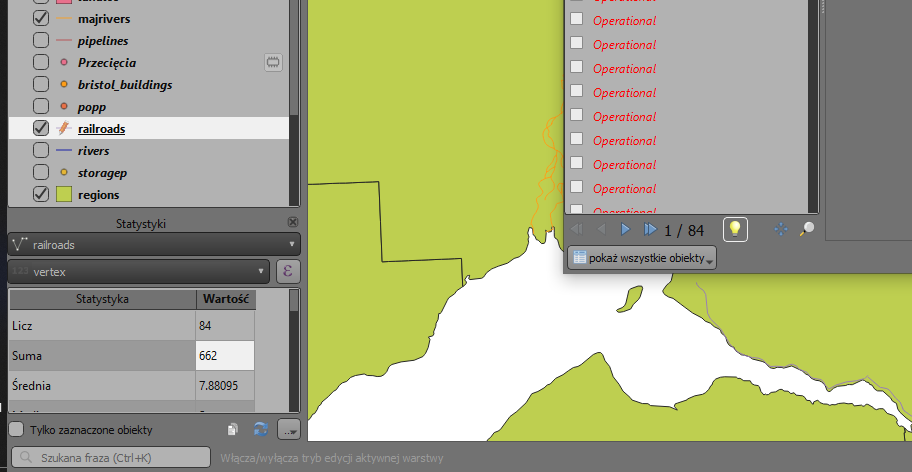 majrivers
pipelines
Przecięcia
bristol_buildings
popp
railroads
rivers
storagep
regions
Statystyki
railroads
123 vertex
ε
Statystyka Wartość
Licz 84
Suma 662
Średnia 7.88095
Tylko zaznaczone obiekty
...
Szukana fraza (Ctrl+K)
Włącza/wyłącza tryb edycji aktywnej warstwy
Operational
Operational
Operational
Operational
Operational
Operational
Operational
Operational
Operational
1 / 84
pokaż wszystkie obiekty